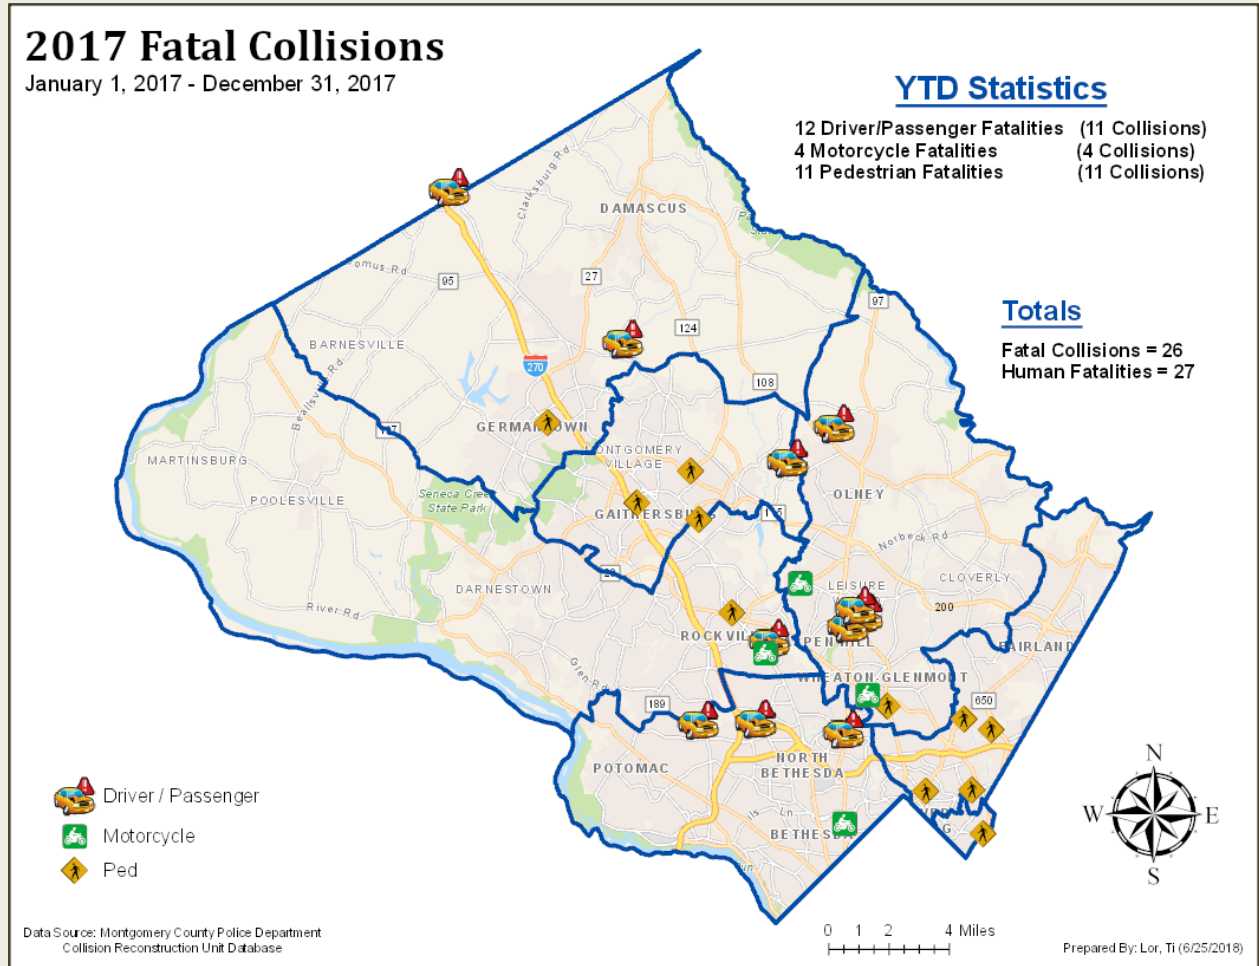 2017 Fatal Collisions
January 1, 2017 - December 31, 2017
YTD Statistics
12 Driver/Passenger Fatalities (11 Collisions)
4 Motorcycle Fatalities (4 Collisions)
11 Pedestrian Fatalities (11 Collisions)
Totals
Fatal Collisions = 26
Human Fatalities = 27
Clarksburg Rd
DAMASCUS
27
95
97
124
BARNESVILLE
270
108
GERMANTOWN
MONTGOMERY
VILLAGE
MARTINSBURG
POOLESVILLE
Seneca Creek
State Park
GAITHERSBURG
OLNEY
Norbeck Rd
DARNESTOWN
LEISURE
CLOVERLY
200
River Rd
ROCKVILLE
FAIRLAND
Glen Rd
WHEATON-GLENMONT
189
650
POTOMAC
NORTH
BETHESDA
BETHESDA
Driver / Passenger
Motorcycle
Ped
N
W
E
S
0 1 2 4 Miles
Data Source: Montgomery County Police Department
Collision Reconstruction Unit Database
Prepared By: Lor, Ti (6/25/2018)